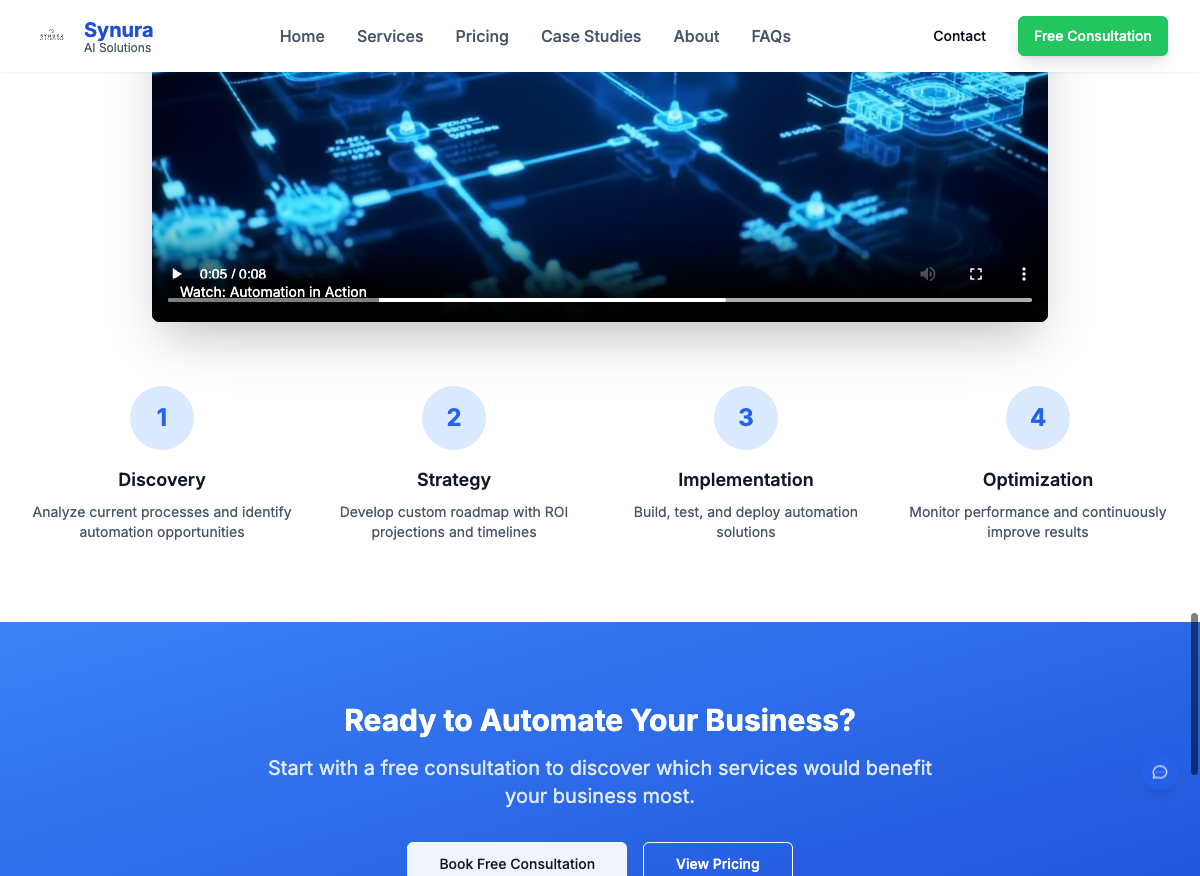 Synura
AI Solutions
Home
Services
Pricing
Case Studies
About
FAQs
Contact
Free Consultation
0:05 / 0:08
Watch: Automation in Action
1
2
3
4
Discovery
Strategy
Implementation
Optimization
Analyze current processes and identify
automation opportunities
Develop custom roadmap with ROI
projections and timelines
Build, test, and deploy automation
solutions
Monitor performance and continuously
improve results
Ready to Automate Your Business?
Start with a free consultation to discover which services would benefit
your business most.
Book Free Consultation
View Pricing